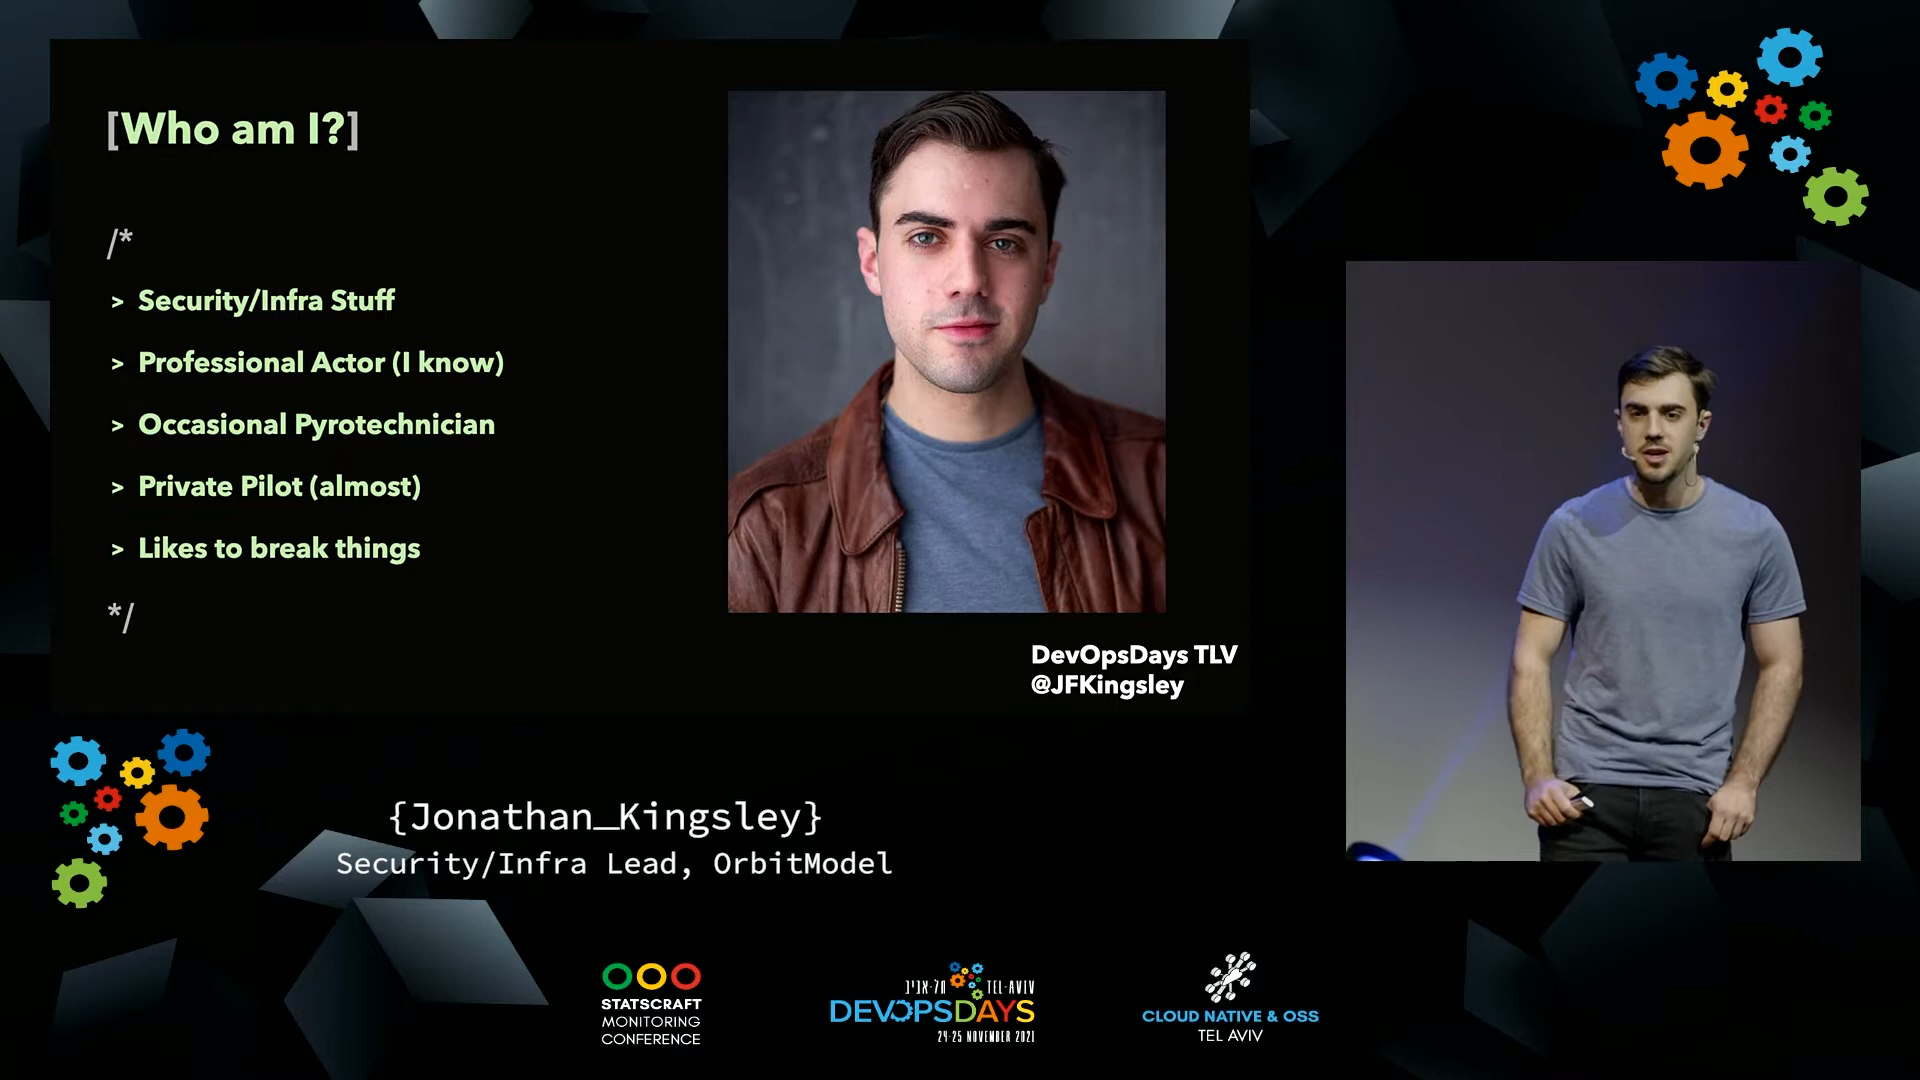 [Who am I?]
/*
> Security/Infra Stuff
> Professional Actor (I know)
> Occasional Pyrotechnician
> Private Pilot (almost)
> Likes to break things
*/
DevOpsDays TLV
@JFKingsley
{Jonathan_Kingsley}
Security/Infra Lead, OrbitModel
STATSCRAFT
MONITORING
CONFERENCE
תל-אביב TEL-AVIV
DEVOPSDAYS
24-25 NOVEMBER 2021
CLOUD NATIVE & OSS
TEL AVIV